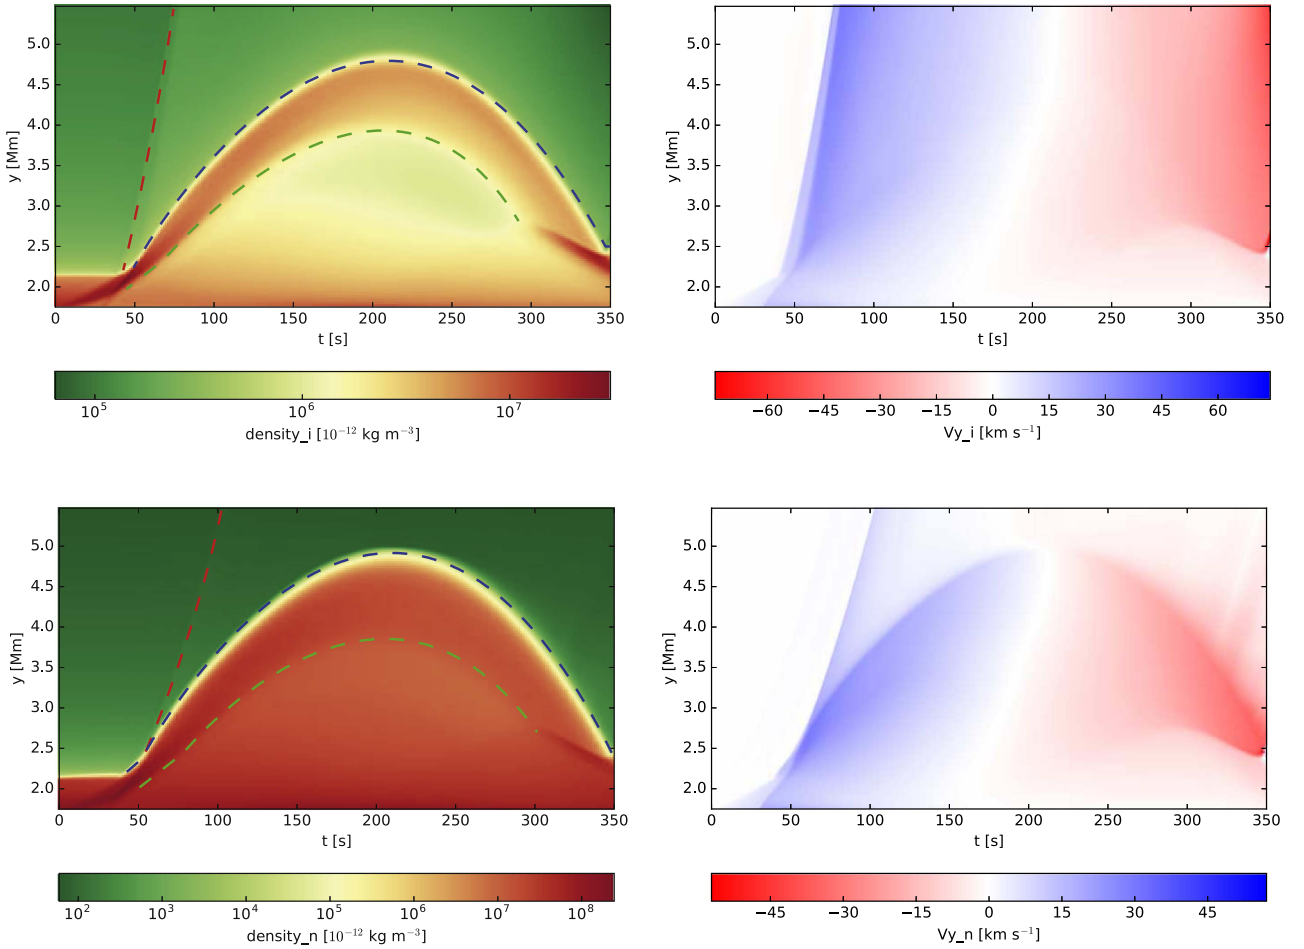 5.0
4.5
4.0
3.5
3.0
2.5
2.0
y [Mm]
0 50 100 150 200 250 300 350
t [s]
10^5 10^6 10^7
density_i [10^{-12} kg m^{-3}]
5.0
4.5
4.0
3.5
3.0
2.5
2.0
y [Mm]
0 50 100 150 200 250 300 350
t [s]
−60 −45 −30 −15 0 15 30 45 60
Vy_i [km s^{-1}]
5.0
4.5
4.0
3.5
3.0
2.5
2.0
y [Mm]
0 50 100 150 200 250 300 350
t [s]
10^2 10^3 10^4 10^5 10^6 10^7 10^8
density_n [10^{-12} kg m^{-3}]
5.0
4.5
4.0
3.5
3.0
2.5
2.0
y [Mm]
0 50 100 150 200 250 300 350
t [s]
−45 −30 −15 0 15 30 45
Vy_n [km s^{-1}]